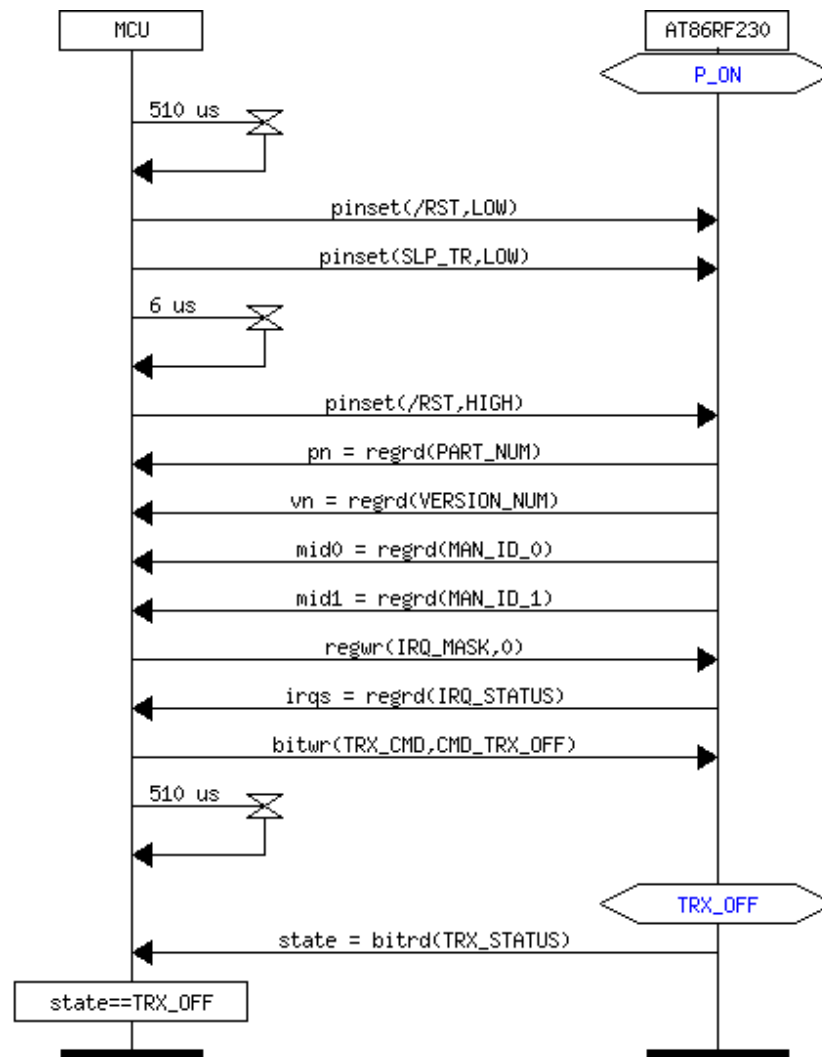 MCU
AT86RF230
P_ON
510 us
pinset(/RST,LOW)
pinset(SLP_TR,LOW)
6 us
pinset(/RST,HIGH)
pn = regrd(PART_NUM)
vn = regrd(VERSION_NUM)
mid0 = regrd(MAN_ID_0)
mid1 = regrd(MAN_ID_1)
regwr(IRQ_MASK,0)
irqs = regrd(IRQ_STATUS)
bitwr(TRX_CMD,CMD_TRX_OFF)
510 us
TRX_OFF
state = bitrd(TRX_STATUS)
state==TRX_OFF